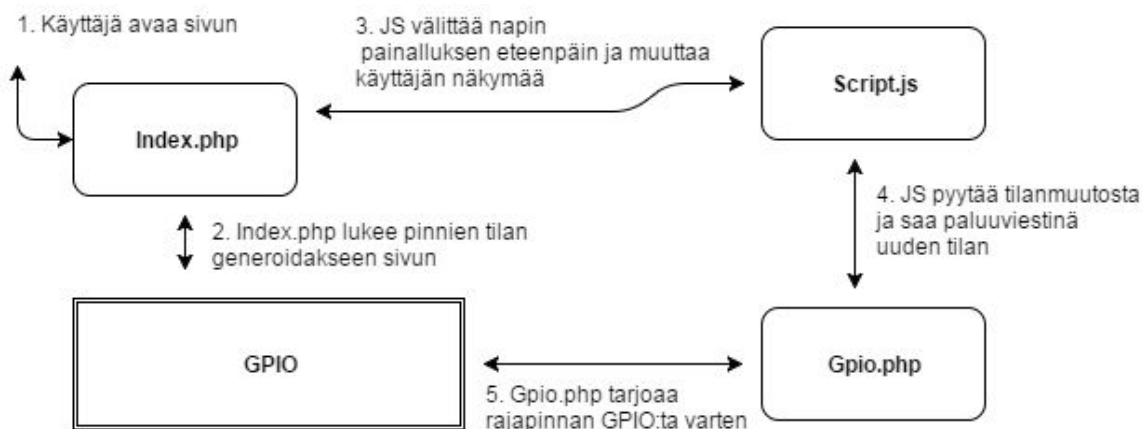 1. Käyttäjä avaa sivun
3. JS välittää napin
painalluksen eteenpäin ja muuttaa
käyttäjän näkymää
Script.js
Index.php
4. JS pyytää tilanmuutosta
ja saa paluuviestinä
uuden tilan
2. Index.php lukee pinnien tilan
generoidakseen sivun
GPIO
Gpio.php
5. Gpio.php tarjoaa
rajapinnan GPIO:ta varten